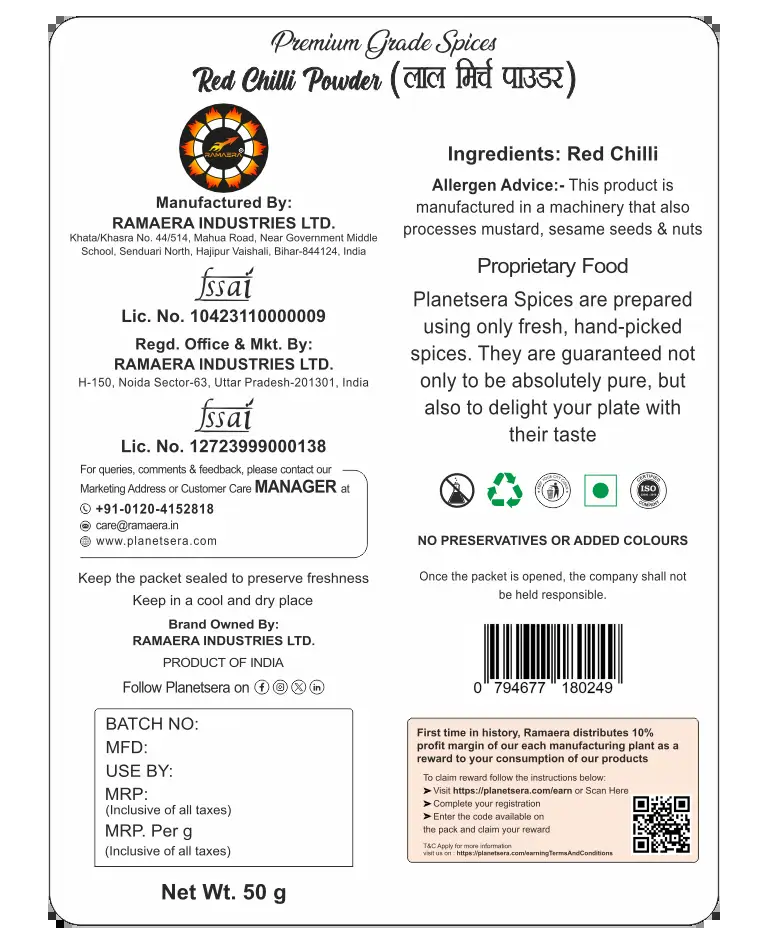 Premium Grade Spices
Red Chilli Powder (लाल मिर्च पाउडर)
RAMAERA
Manufactured By:
RAMAERA INDUSTRIES LTD.
Khata/Khasra No. 44/514, Mahua Road, Near Government Middle
School, Senduari North, Hajipur Vaishali, Bihar-844124, India
fssai
Lic. No. 10423110000009
Regd. Office & Mkt. By:
RAMAERA INDUSTRIES LTD.
H-150, Noida Sector-63, Uttar Pradesh-201301, India
fssai
Lic. No. 12723999000138
For queries, comments & feedback, please contact our
Marketing Address or Customer Care MANAGER at
+91-0120-4152818
care@ramaera.in
www.planetsera.com
Keep the packet sealed to preserve freshness
Keep in a cool and dry place
Brand Owned By:
RAMAERA INDUSTRIES LTD.
PRODUCT OF INDIA
Follow Planetsera on
BATCH NO:
MFD:
USE BY:
MRP:
(Inclusive of all taxes)
MRP. Per g
(Inclusive of all taxes)
Net Wt. 50 g
Ingredients: Red Chilli
Allergen Advice:- This product is
manufactured in a machinery that also
processes mustard, sesame seeds & nuts
Proprietary Food
Planetsera Spices are prepared
using only fresh, hand-picked
spices. They are guaranteed not
only to be absolutely pure, but
also to delight your plate with
their taste
CERTIFIED
ISO
COMPANY
NO PRESERVATIVES OR ADDED COLOURS
Once the packet is opened, the company shall not
be held responsible.
0 794677 180249
First time in history, Ramaera distributes 10%
profit margin of our each manufacturing plant as a
reward to your consumption of our products
To claim reward follow the instructions below:
➤ Visit https://planetsera.com/earn or Scan Here
➤ Complete your registration
➤ Enter the code available on
the pack and claim your reward
T&C Apply for more information
visit us on : https://planetsera.com/earningTermsAndConditions